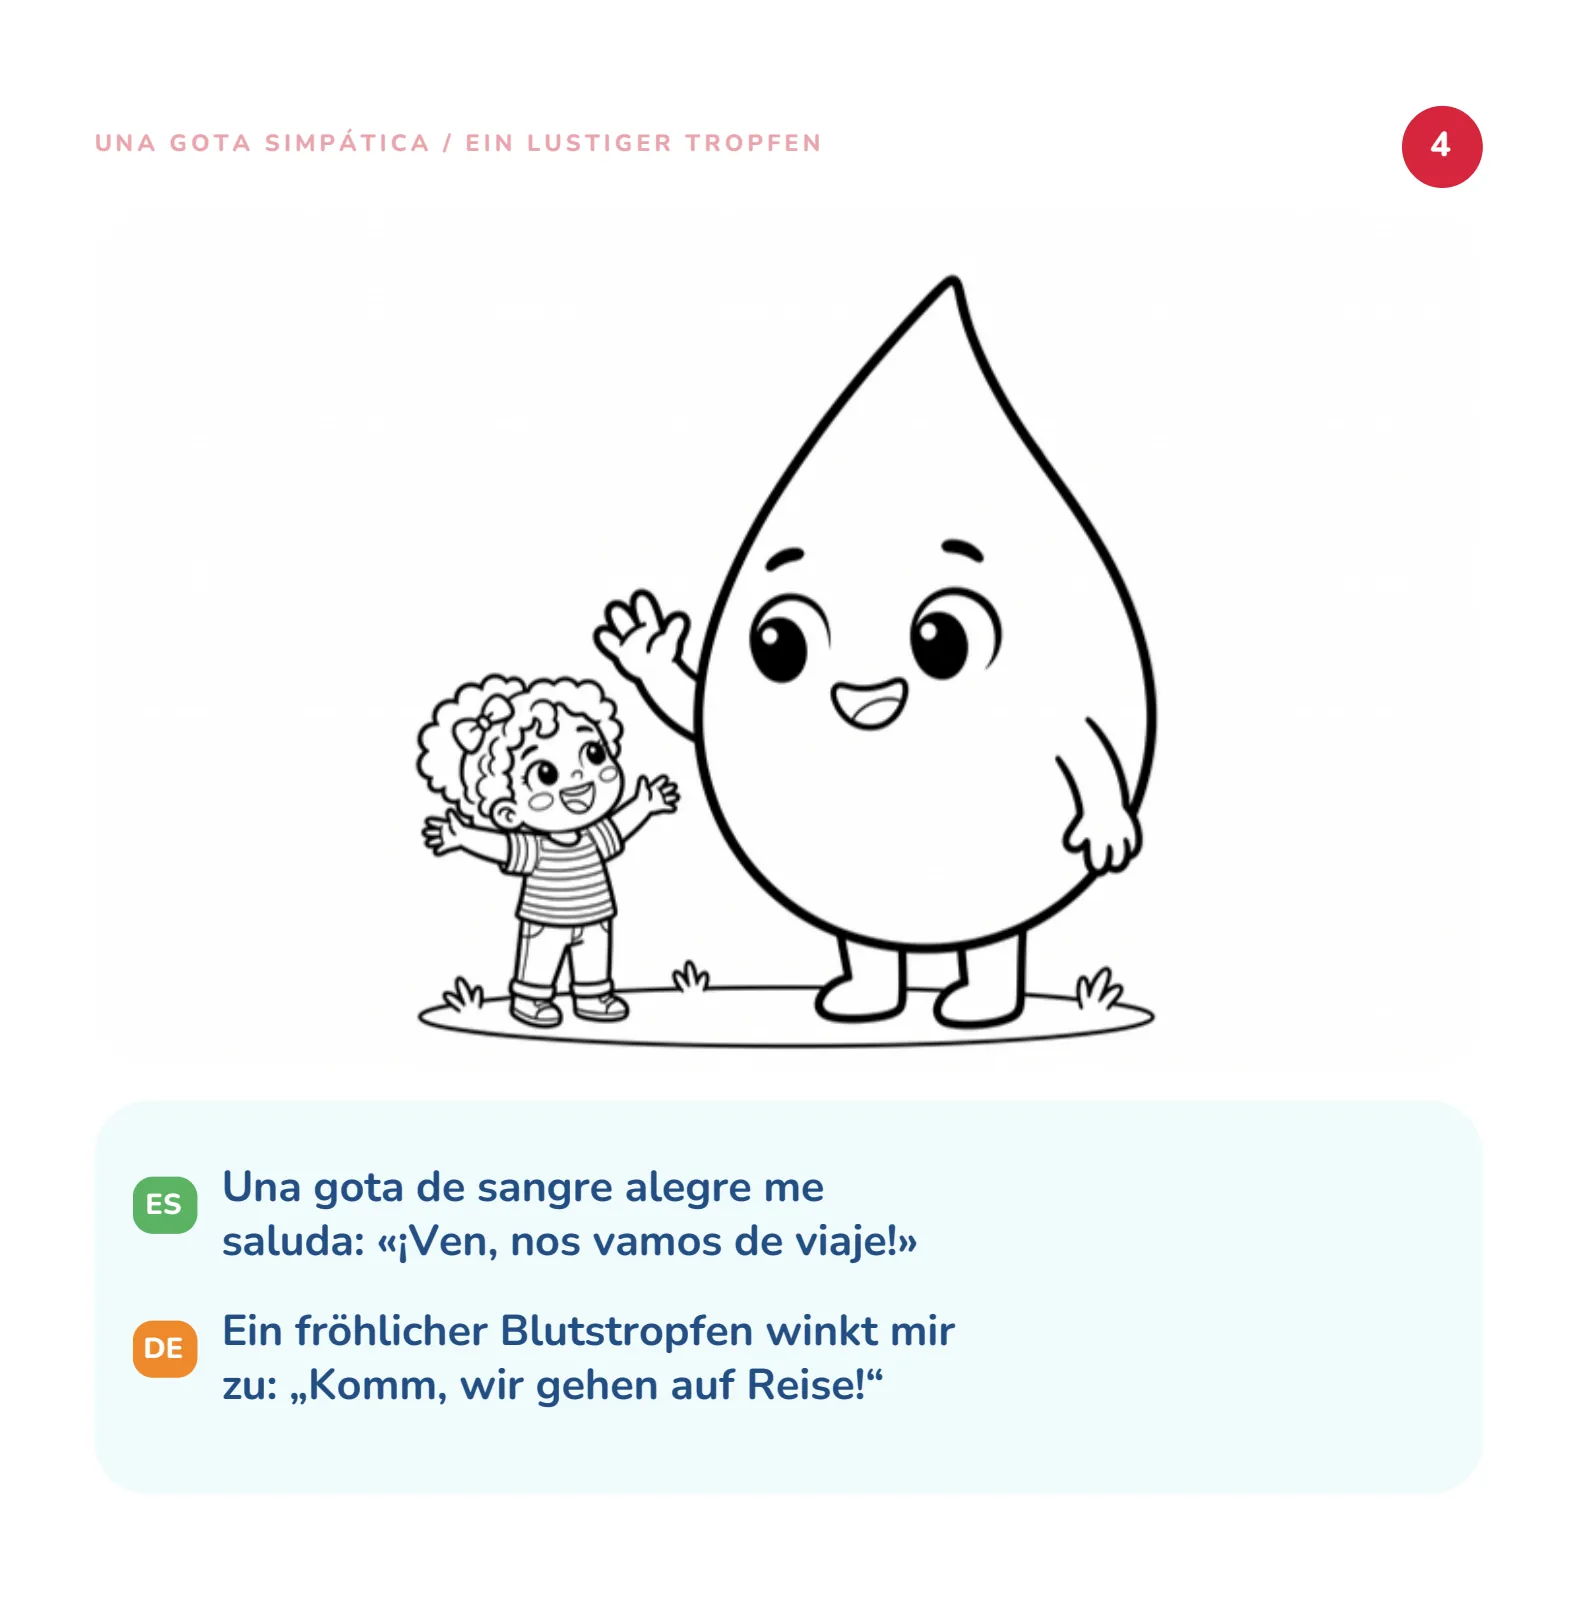 UNA GOTA SIMPÁTICA / EIN LUSTIGER TROPFEN
4
ES
Una gota de sangre alegre me
saluda: «¡Ven, nos vamos de viaje!»
DE
Ein fröhlicher Blutstropfen winkt mir
zu: „Komm, wir gehen auf Reise!“